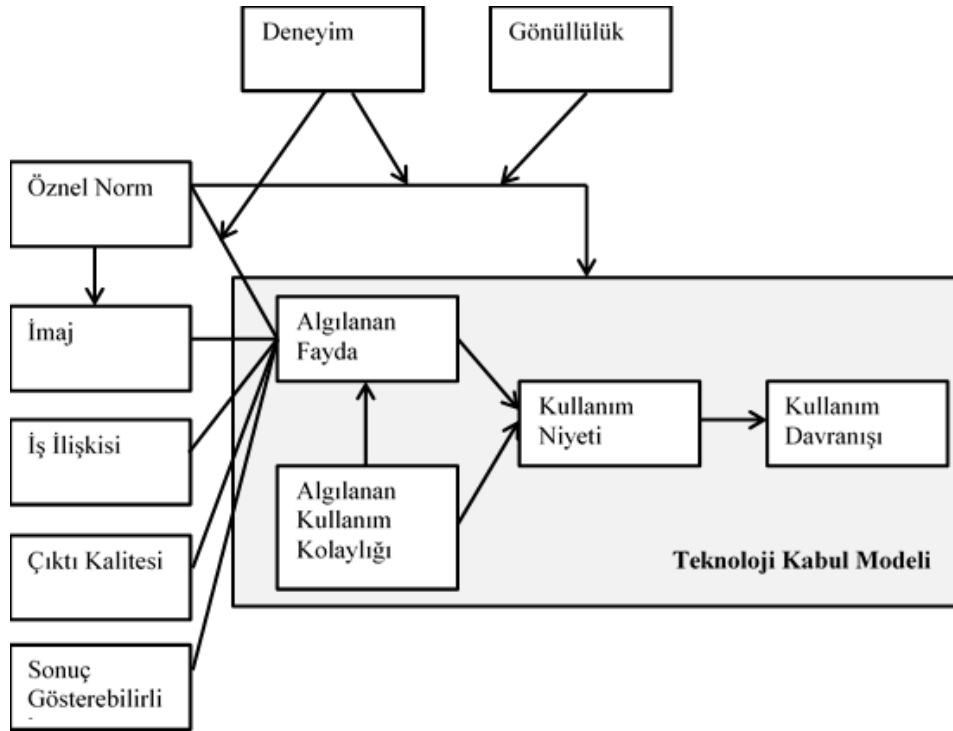 Deneyim
Gönüllülük
Öznel Norm
İmaj
İş İlişkisi
Çıktı Kalitesi
Sonuç
Gösterebilirli
Algılanan
Fayda
Algılanan
Kullanım
Kolaylığı
Kullanım
Niyeti
Kullanım
Davranışı
Teknoloji Kabul Modeli